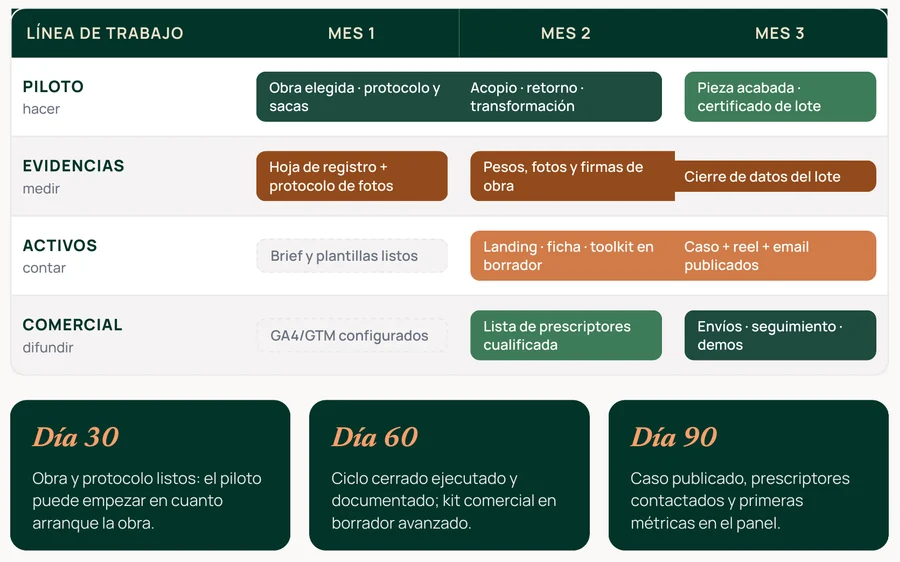 LÍNEA DE TRABAJO MES 1 MES 2 MES 3
PILOTO
hacer
Obra elegida · protocolo y
sacas
Acopio · retorno ·
transformación
Pieza acabada ·
certificado de lote
EVIDENCIAS
medir
Hoja de registro +
protocolo de fotos
Pesos, fotos y firmas de
obra
Cierre de datos del lote
ACTIVOS
contar
Brief y plantillas listos
Landing · ficha · toolkit en
borrador
Caso + reel + email
publicados
COMERCIAL
difundir
GA4/GTM configurados
Lista de prescriptores
cualificada
Envíos · seguimiento ·
demos
Día 30
Obra y protocolo listos: el piloto
puede empezar en cuanto
arranque la obra.
Día 60
Ciclo cerrado ejecutado y
documentado; kit comercial en
borrador avanzado.
Día 90
Caso publicado, prescriptores
contactados y primeras
métricas en el panel.